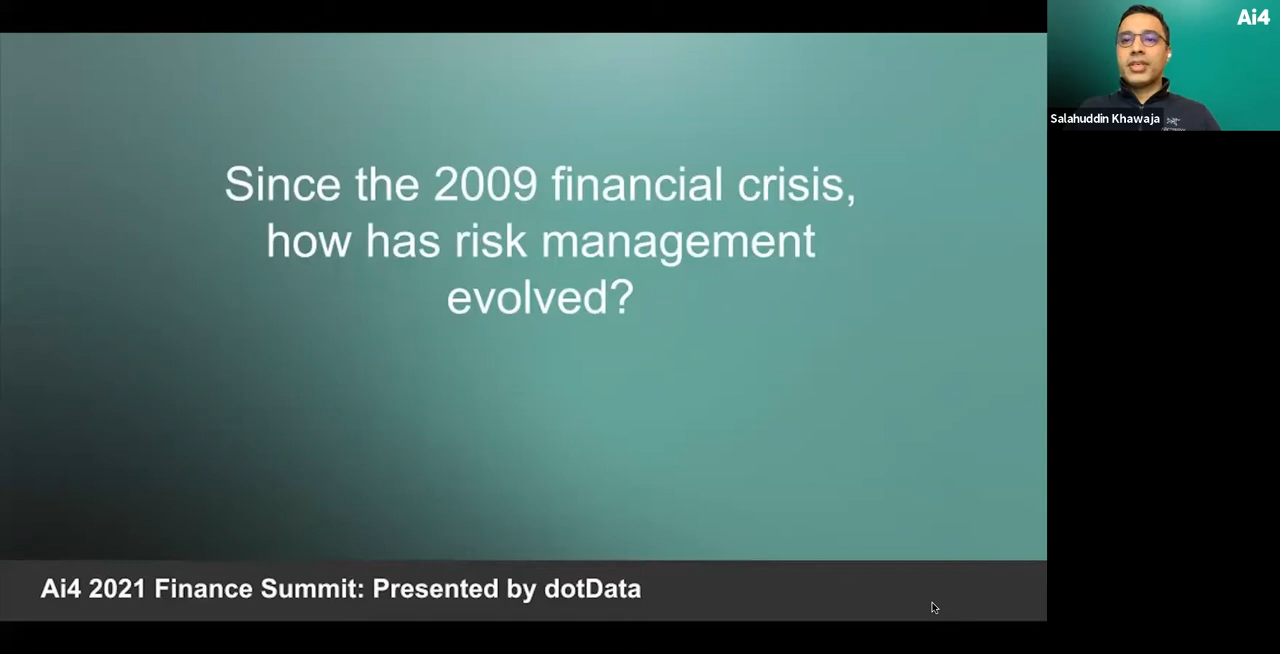 Since the 2009 financial crisis,
how has risk management
evolved?
Ai4 2021 Finance Summit: Presented by dotData
Ai4
Salahuddin Khawaja